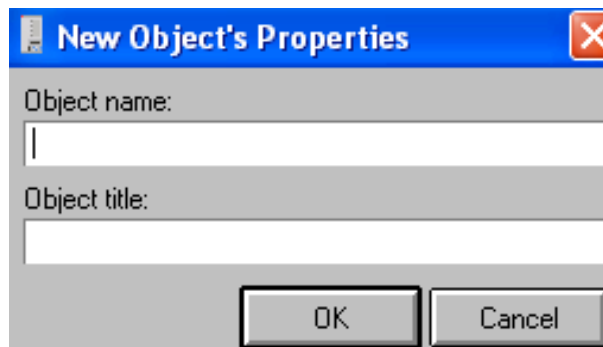 New Object's Properties
Object name:
Object title:
OK Cancel